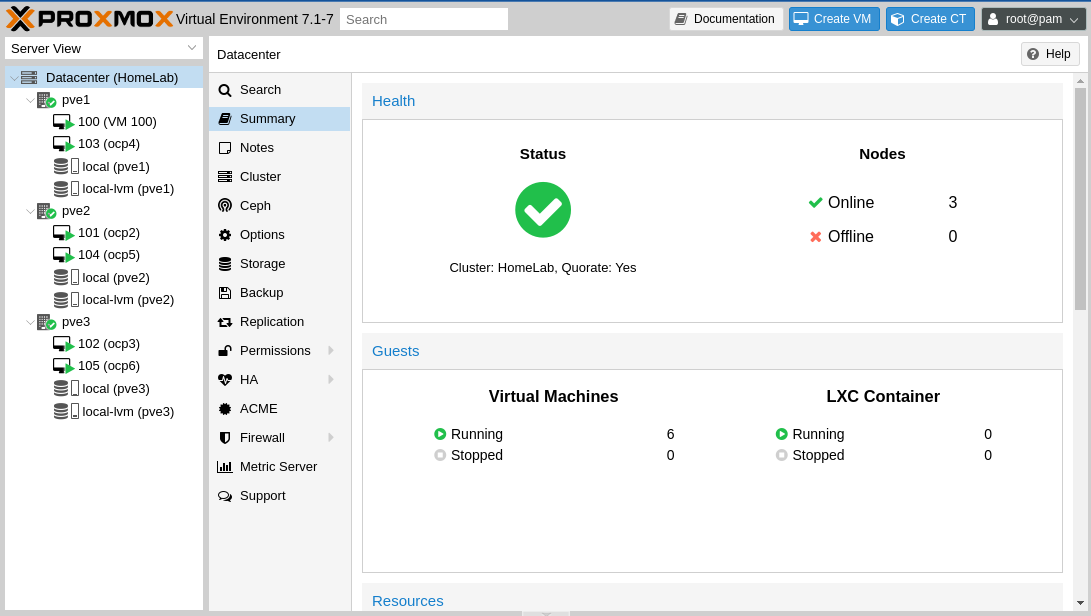 PROXMOX Virtual Environment 7.1-7 Search Documentation Create VM Create CT root@pam
Server View
Datacenter (HomeLab)
pve1
100 (VM 100)
103 (ocp4)
local (pve1)
local-lvm (pve1)
pve2
101 (ocp2)
104 (ocp5)
local (pve2)
local-lvm (pve2)
pve3
102 (ocp3)
105 (ocp6)
local (pve3)
local-lvm (pve3)
Datacenter Help
Search
Summary
Notes
Cluster
Ceph
Options
Storage
Backup
Replication
Permissions
HA
ACME
Firewall
Metric Server
Support
Health
Status
Cluster: HomeLab, Quorate: Yes
Nodes
Online 3
Offline 0
Guests
Virtual Machines
Running 6
Stopped 0
LXC Container
Running 0
Stopped 0
Resources